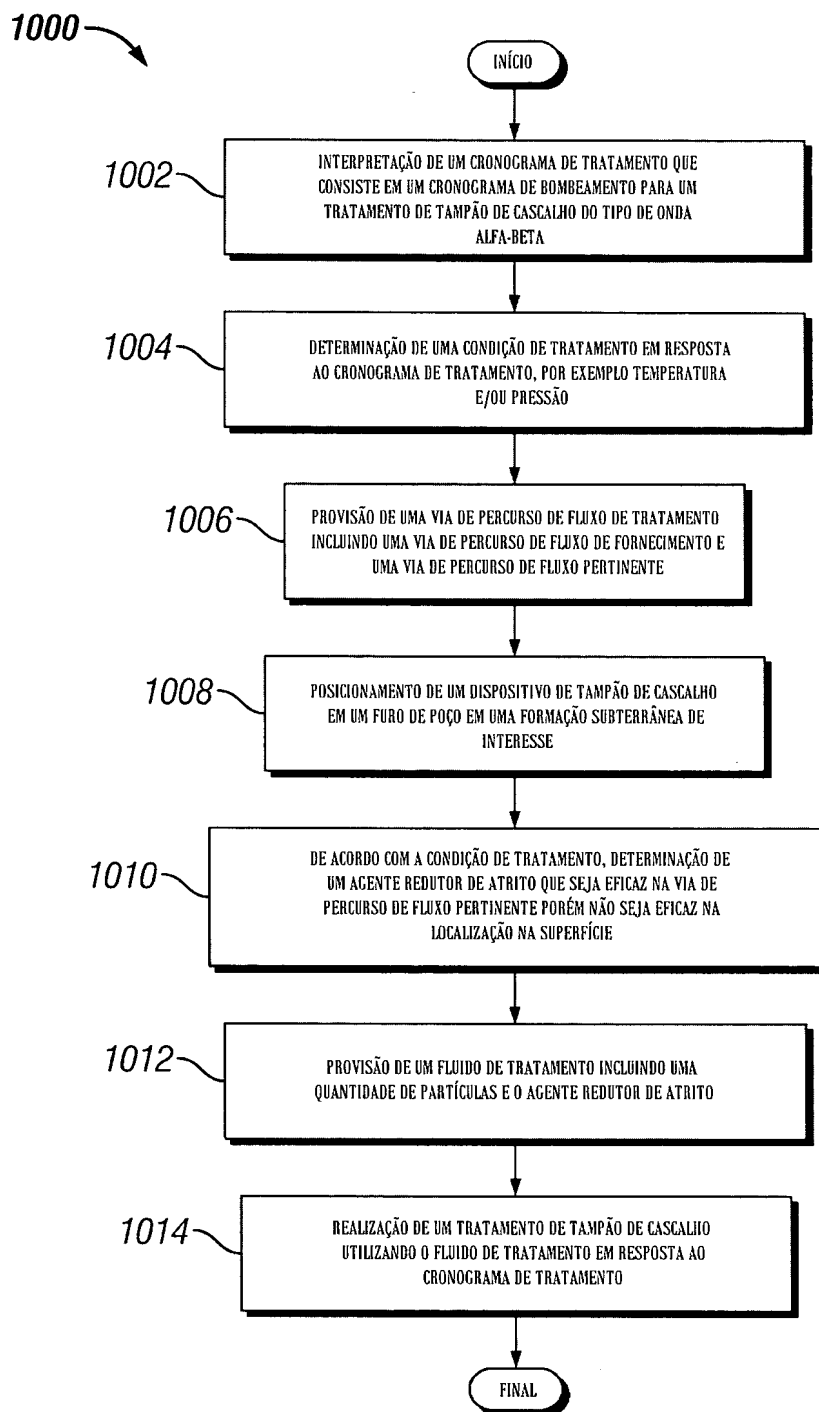 1000
INÍCIO
1002
INTERPRETAÇÃO DE UM CRONOGRAMA DE TRATAMENTO QUE
CONSISTE EM UM CRONOGRAMA DE BOMBEAMENTO PARA UM
TRATAMENTO DE TAMPÃO DE CASCALHO DO TIPO DE ONDA
ALFA-BETA
1004
DETERMINAÇÃO DE UMA CONDIÇÃO DE TRATAMENTO EM RESPOSTA
AO CRONOGRAMA DE TRATAMENTO, POR EXEMPLO TEMPERATURA
E/OU PRESSÃO
1006
PROVISÃO DE UMA VIA DE PERCURSO DE FLUXO DE TRATAMENTO
INCLUINDO UMA VIA DE PERCURSO DE FLUXO DE FORNECIMENTO E
UMA VIA DE PERCURSO DE FLUXO PERTINENTE
1008
POSICIONAMENTO DE UM DISPOSITIVO DE TAMPÃO DE CASCALHO
EM UM FURO DE POÇO EM UMA FORMAÇÃO SUBTERRÂNEA DE
INTERESSE
1010
DE ACORDO COM A CONDIÇÃO DE TRATAMENTO, DETERMINAÇÃO DE
UM AGENTE REDUTOR DE ATRITO QUE SEJA EFICAZ NA VIA DE
PERCURSO DE FLUXO PERTINENTE PORÉM NÃO SEJA EFICAZ NA
LOCALIZAÇÃO NA SUPERFÍCIE
1012
PROVISÃO DE UM FLUIDO DE TRATAMENTO INCLUINDO UMA
QUANTIDADE DE PARTÍCULAS E O AGENTE REDUTOR DE ATRITO
1014
REALIZAÇÃO DE UM TRATAMENTO DE TAMPÃO DE CASCALHO
UTILIZANDO O FLUIDO DE TRATAMENTO EM RESPOSTA AO
CRONOGRAMA DE TRATAMENTO
FINAL